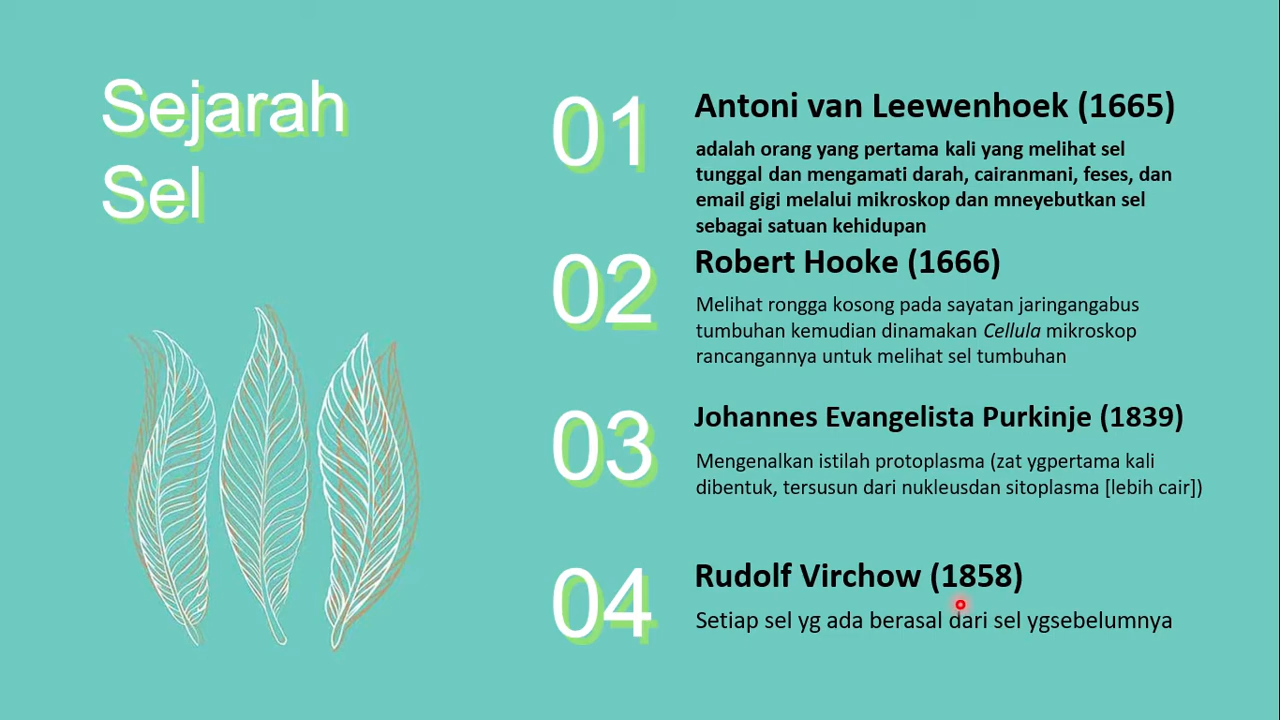 Sejarah
Sel
01
Antoni van Leewenhoek (1665)
adalah orang yang pertama kali yang melihat sel
tunggal dan mengamati darah, cairanmani, feses, dan
email gigi melalui mikroskop dan mneyebutkan sel
sebagai satuan kehidupan
02
Robert Hooke (1666)
Melihat rongga kosong pada sayatan jaringangabus
tumbuhan kemudian dinamakan Cellula mikroskop
rancangannya untuk melihat sel tumbuhan
03
Johannes Evangelista Purkinje (1839)
Mengenalkan istilah protoplasma (zat ygpertama kali
dibentuk, tersusun dari nukleusdan sitoplasma [lebih cair])
04
Rudolf Virchow (1858)
Setiap sel yg ada berasal dari sel ygsebelumnya